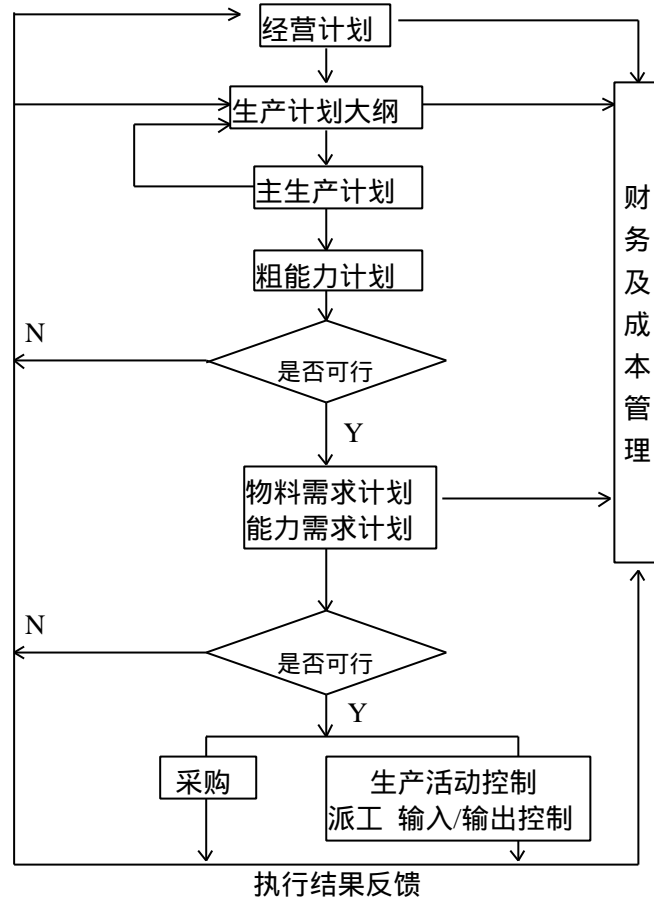 经营计划
生产计划大纲
主生产计划
粗能力计划
N
是否可行
Y
财务及成本管理
物料需求计划
能力需求计划
N
是否可行
Y
采购
生产活动控制
派工 输入/输出控制
执行结果反馈